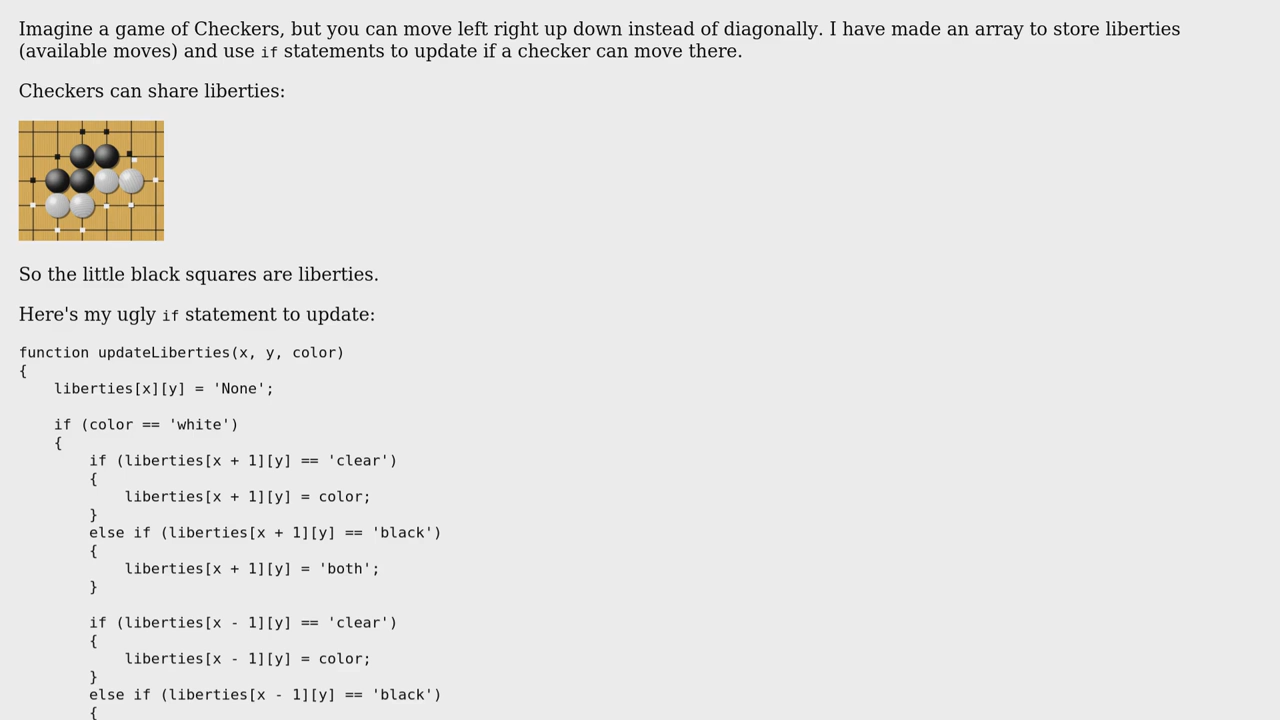 Imagine a game of Checkers, but you can move left right up down instead of diagonally. I have made an array to store liberties
(available moves) and use if statements to update if a checker can move there.
Checkers can share liberties:
So the little black squares are liberties.
Here's my ugly if statement to update:
function updateLiberties(x, y, color)
{
    liberties[x][y] = 'None';
    if (color == 'white')
    {
        if (liberties[x + 1][y] == 'clear')
        {
            liberties[x + 1][y] = color;
        }
        else if (liberties[x + 1][y] == 'black')
        {
            liberties[x + 1][y] = 'both';
        }
        if (liberties[x - 1][y] == 'clear')
        {
            liberties[x - 1][y] = color;
        }
        else if (liberties[x - 1][y] == 'black')
        {